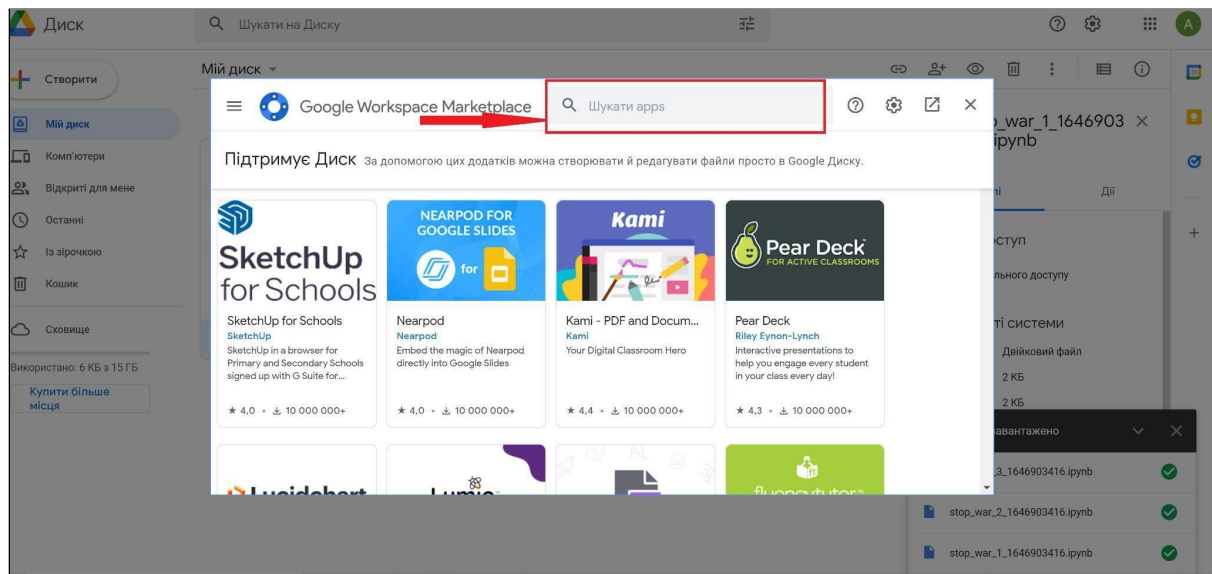 Диск
Шукати на Диску
A
Створити
Мій диск
31
Мій диск
Комп'ютери
Відкриті для мене
Останні
Із зірочкою
Кошик
Сховище
Використано: 6 КБ з 15 ГБ
Купити більше
місця
Google Workspace Marketplace
Шукати apps
Підтримує Диск За допомогою цих додатків можна створювати й редагувати файли просто в Google Диску.
SketchUp
for Schools
SketchUp for Schools
SketchUp
SketchUp in a browser for
Primary and Secondary Schools
signed up with G Suite for...
4,0 10 000 000+
NEARPOD FOR
GOOGLE SLIDES
for
Nearpod
Nearpod
Embed the magic of Nearpod
directly into Google Slides
4,0 10 000 000+
Kami
Kami - PDF and Docum...
Kami
Your Digital Classroom Hero
4,4 10 000 000+
Pear Deck
FOR ACTIVE CLASSROOMS
Pear Deck
Riley Eynon-Lynch
Interactive presentations to
help you engage every student
in your class every day!
4,3 10 000 000+
Lucidchart
Lumio
fluencytutor
_war_1_1646903
ipynb
Дії
Двійковий файл
2 КБ
2 КБ
_3_1646903416.ipynb
stop_war_2_1646903416.ipynb
stop_war_1_1646903416.ipynb